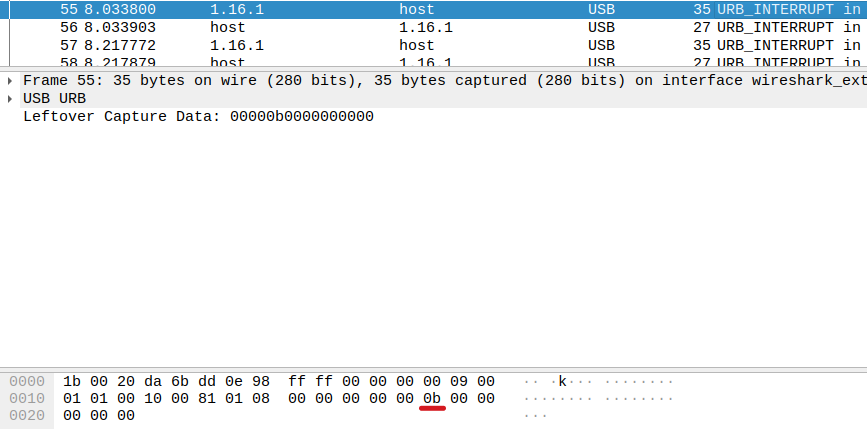 55 8.033800 1.16.1 host USB 35 URB_INTERRUPT in
56 8.033903 host 1.16.1 USB 27 URB_INTERRUPT in
57 8.217772 1.16.1 host USB 35 URB_INTERRUPT in
58 8.217879 host 1.16.1 USB 27 URB_INTERRUPT in
Frame 55: 35 bytes on wire (280 bits), 35 bytes captured (280 bits) on interface wireshark_ext
USB URB
Leftover Capture Data: 00000b0000000000
0000 1b 00 20 da 6b dd 0e 98 ff ff 00 00 00 00 09 00 ·· ·k··· ········
0010 01 01 00 10 00 81 01 08 00 00 00 00 00 0b 00 00 ········ ········
0020 00 00 00 ···